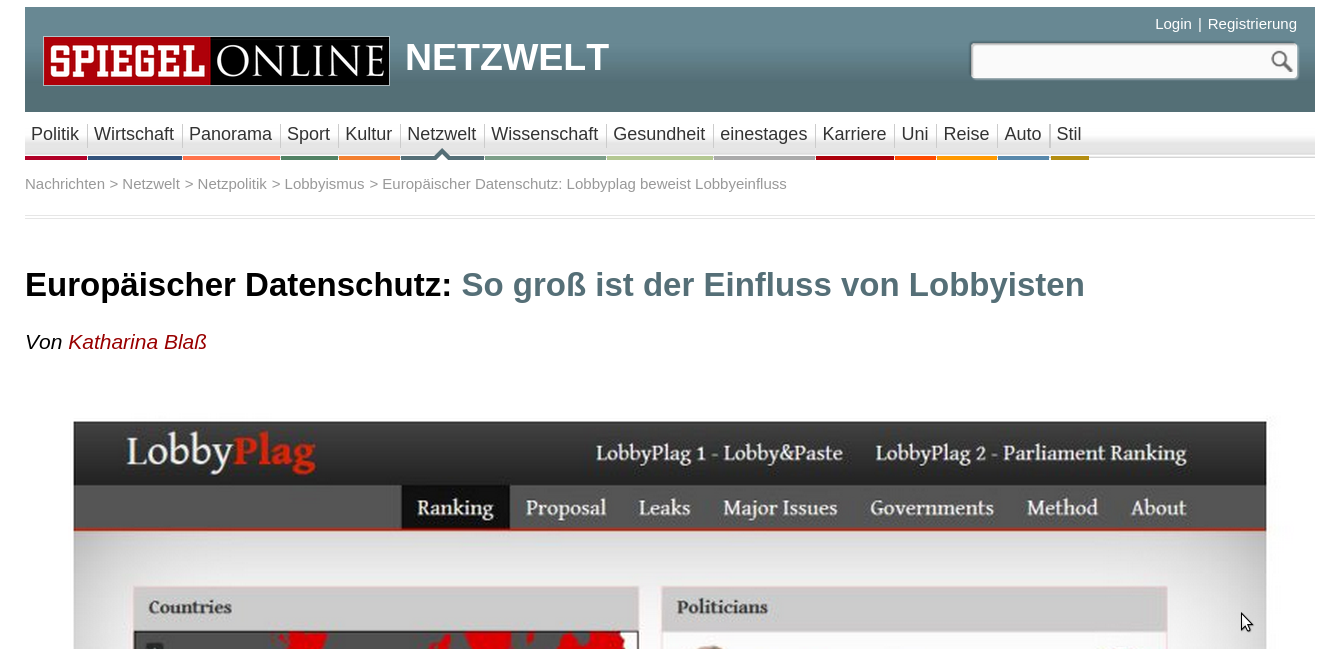 Login | Registrierung
SPIEGEL ONLINE NETZWELT
Politik Wirtschaft Panorama Sport Kultur Netzwelt Wissenschaft Gesundheit einestages Karriere Uni Reise Auto Stil
Nachrichten > Netzwelt > Netzpolitik > Lobbyismus > Europäischer Datenschutz: Lobbyplag beweist Lobbyeinfluss
Europäischer Datenschutz: So groß ist der Einfluss von Lobbyisten
Von Katharina Blaß
LobbyPlag LobbyPlag 1 - Lobby&Paste LobbyPlag 2 - Parliament Ranking
Ranking Proposal Leaks Major Issues Governments Method About
Countries Politicians